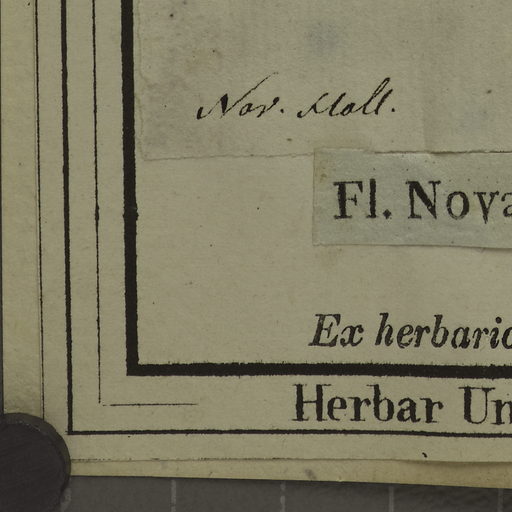 Nov. Holl.
Fl. Nova
Ex herbario
Herbar Un